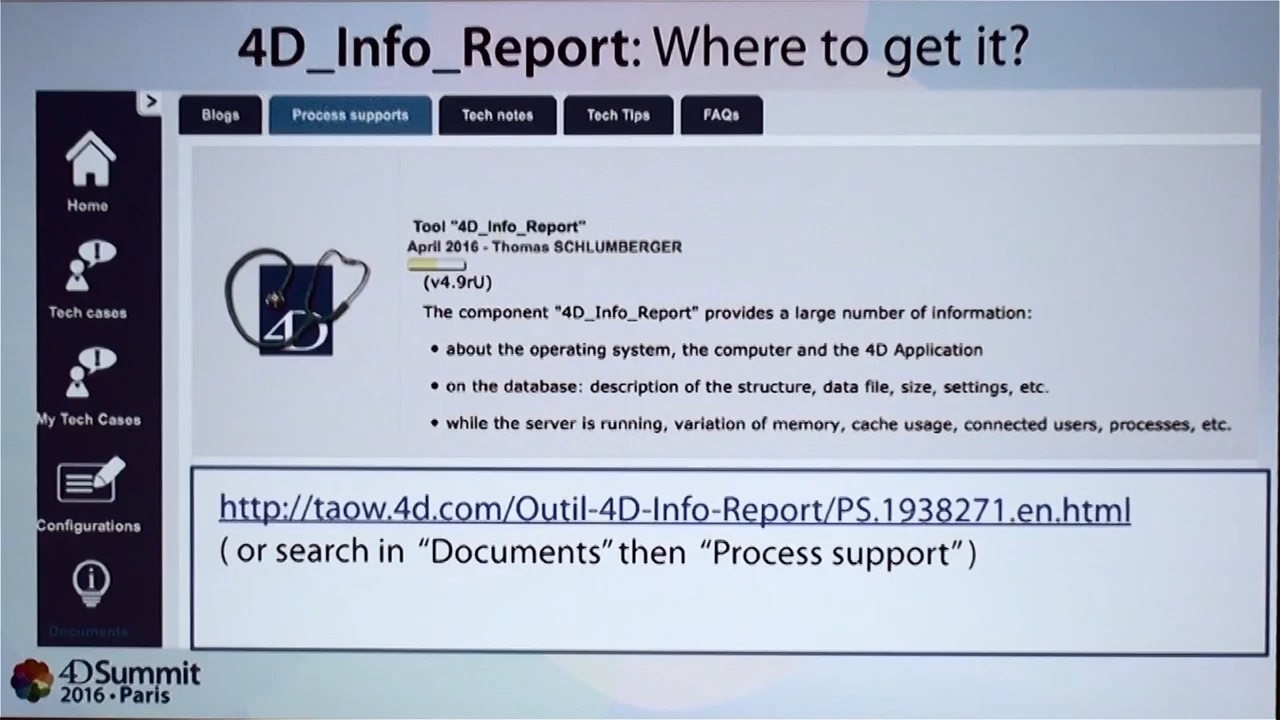 4D_Info_Report: Where to get it?
Blogs
Process supports
Tech notes
Tech Tips
FAQs
Home
Tech cases
My Tech Cases
Configurations
Documents
Tool "4D_Info_Report"
April 2016 - Thomas SCHLUMBERGER
(v4.9rU)
The component "4D_Info_Report" provides a large number of information:
• about the operating system, the computer and the 4D Application
• on the database: description of the structure, data file, size, settings, etc.
• while the server is running, variation of memory, cache usage, connected users, processes, etc.
4D
http://taow.4d.com/Outil-4D-Info-Report/PS.1938271.en.html
( or search in “Documents” then “Process support” )
4D Summit
2016 • Paris